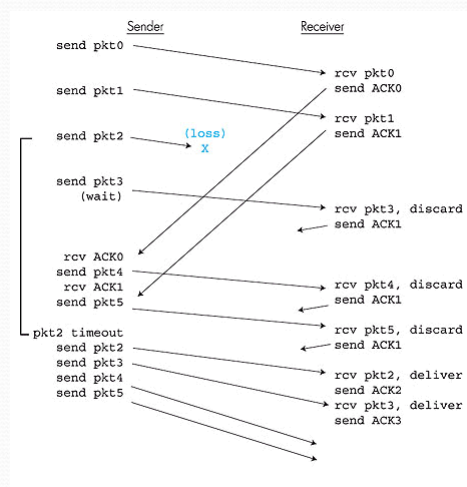 Sender
Receiver
send pkt0
rcv pkt0
send ACK0
send pkt1
rcv pkt1
send ACK1
send pkt2
(loss)
X
send pkt3
(wait)
rcv pkt3, discard
send ACK1
rcv ACK0
send pkt4
rcv ACK1
send pkt5
rcv pkt4, discard
send ACK1
rcv pkt5, discard
send ACK1
pkt2 timeout
send pkt2
send pkt3
send pkt4
send pkt5
rcv pkt2, deliver
send ACK2
rcv pkt3, deliver
send ACK3